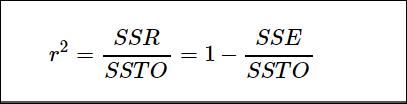 r² = SSR/SSTO = 1 − SSE/SSTO